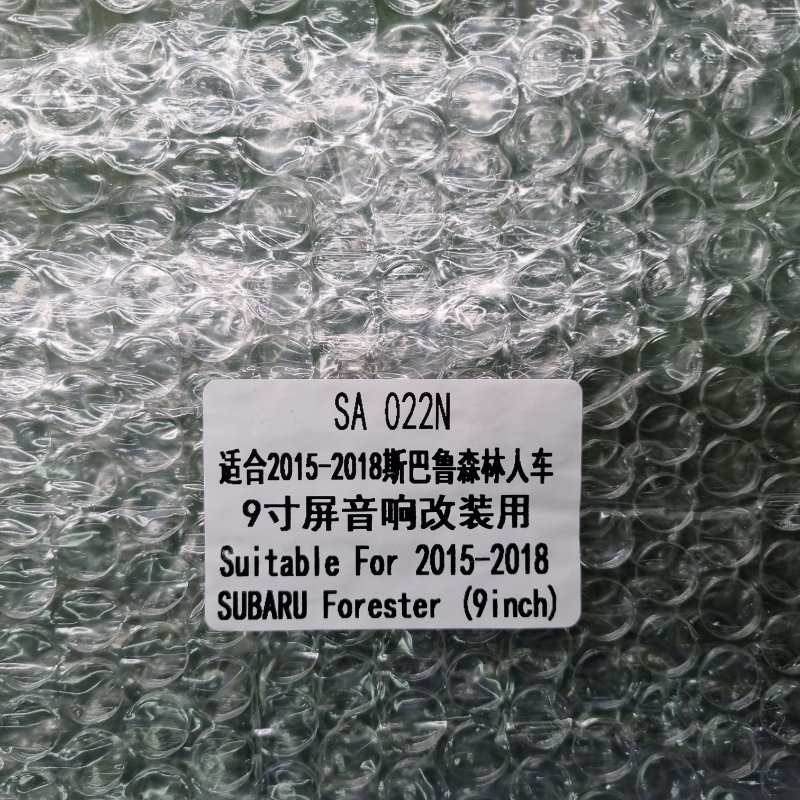 SA 022N
适合2015-2018斯巴鲁森林人车
9寸屏音响改装用
Suitable For 2015-2018
SUBARU Forester (9inch)